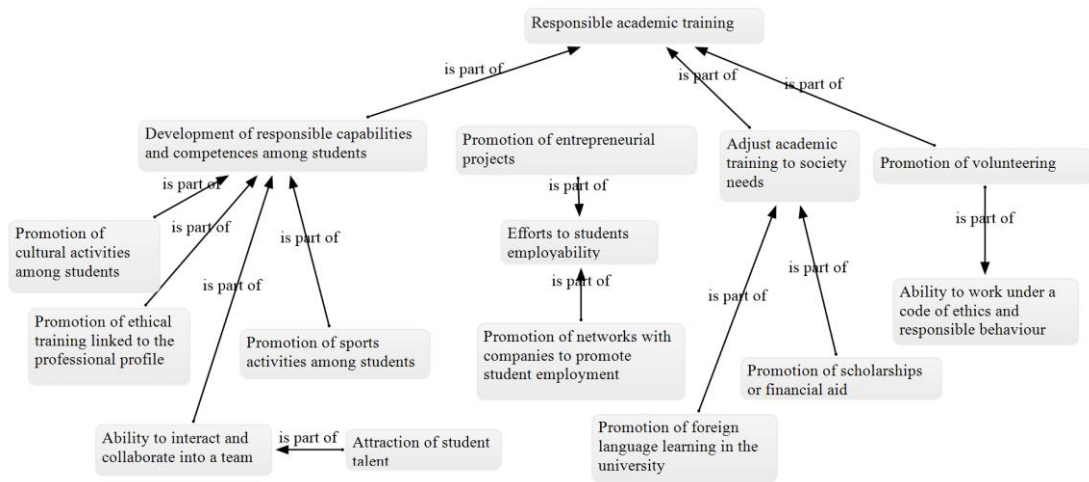 Responsible academic training
is part of
is part of
is part of
Development of responsible capabilities
and competences among students
Promotion of entrepreneurial
projects
Adjust academic
training to society
needs
Promotion of volunteering
is part of
is part of
is part of
is part of
is part of
Promotion of
cultural activities
among students
Efforts to students
employability
is part of
is part of
is part of
Ability to work under a
code of ethics and
responsible behaviour
Promotion of ethical
training linked to the
professional profile
Promotion of sports
activities among students
Promotion of networks with
companies to promote
student employment
is part of
Promotion of scholarships
or financial aid
Ability to interact and
collaborate into a team
is part of
Attraction of student
talent
Promotion of foreign
language learning in the
university